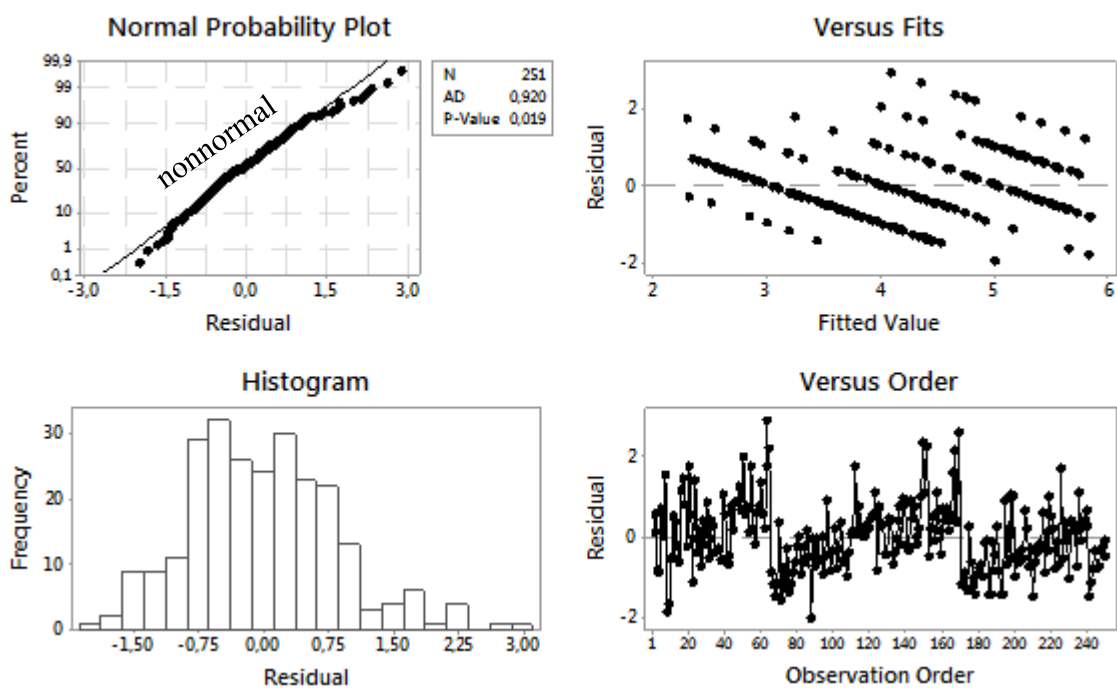 Normal Probability Plot
99,9
99
90
50
10
1
0,1
Percent
nonnormal
-3,0 -1,5 0,0 1,5 3,0
Residual
N 251
AD 0,920
P-Value 0,019
Versus Fits
2
0
-2
Residual
2 3 4 5 6
Fitted Value
Histogram
30
20
10
0
Frequency
-1,50 -0,75 0,00 0,75 1,50 2,25 3,00
Residual
Versus Order
2
0
-2
Residual
1 20 40 60 80 100 120 140 160 180 200 220 240
Observation Order